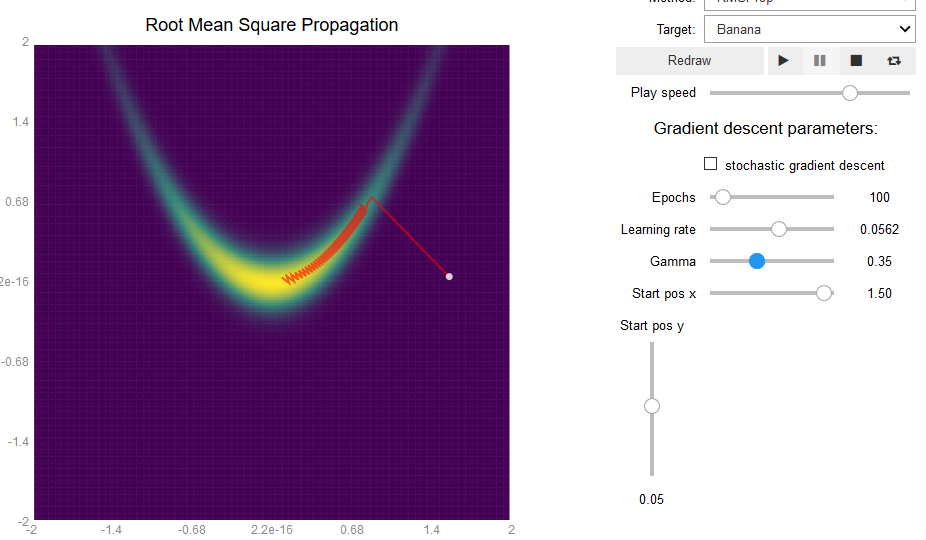 Root Mean Square Propagation
2
1.4
0.68
2e-16
-0.68
-1.4
-2
-2
-1.4
-0.68
2.2e-16
0.68
1.4
2
Target:
Banana
Redraw
Play speed
Gradient descent parameters:
stochastic gradient descent
Epochs
100
Learning rate
0.0562
Gamma
0.35
Start pos x
1.50
Start pos y
0.05